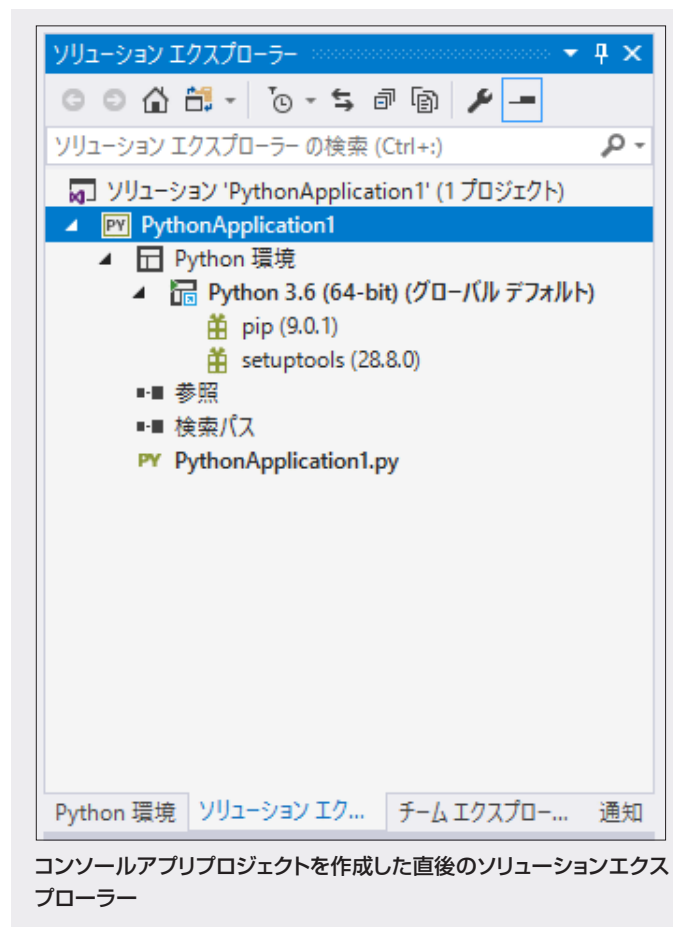 ソリューション エクスプローラー
ソリューション エクスプローラー の検索 (Ctrl+:)
ソリューション 'PythonApplication1' (1 プロジェクト)
PY PythonApplication1
Python 環境
Python 3.6 (64-bit) (グローバル デフォルト)
pip (9.0.1)
setuptools (28.8.0)
参照
検索パス
PY PythonApplication1.py
Python 環境 ソリューション エク... チーム エクスプロー... 通知
コンソールアプリプロジェクトを作成した直後のソリューションエクス
プローラー